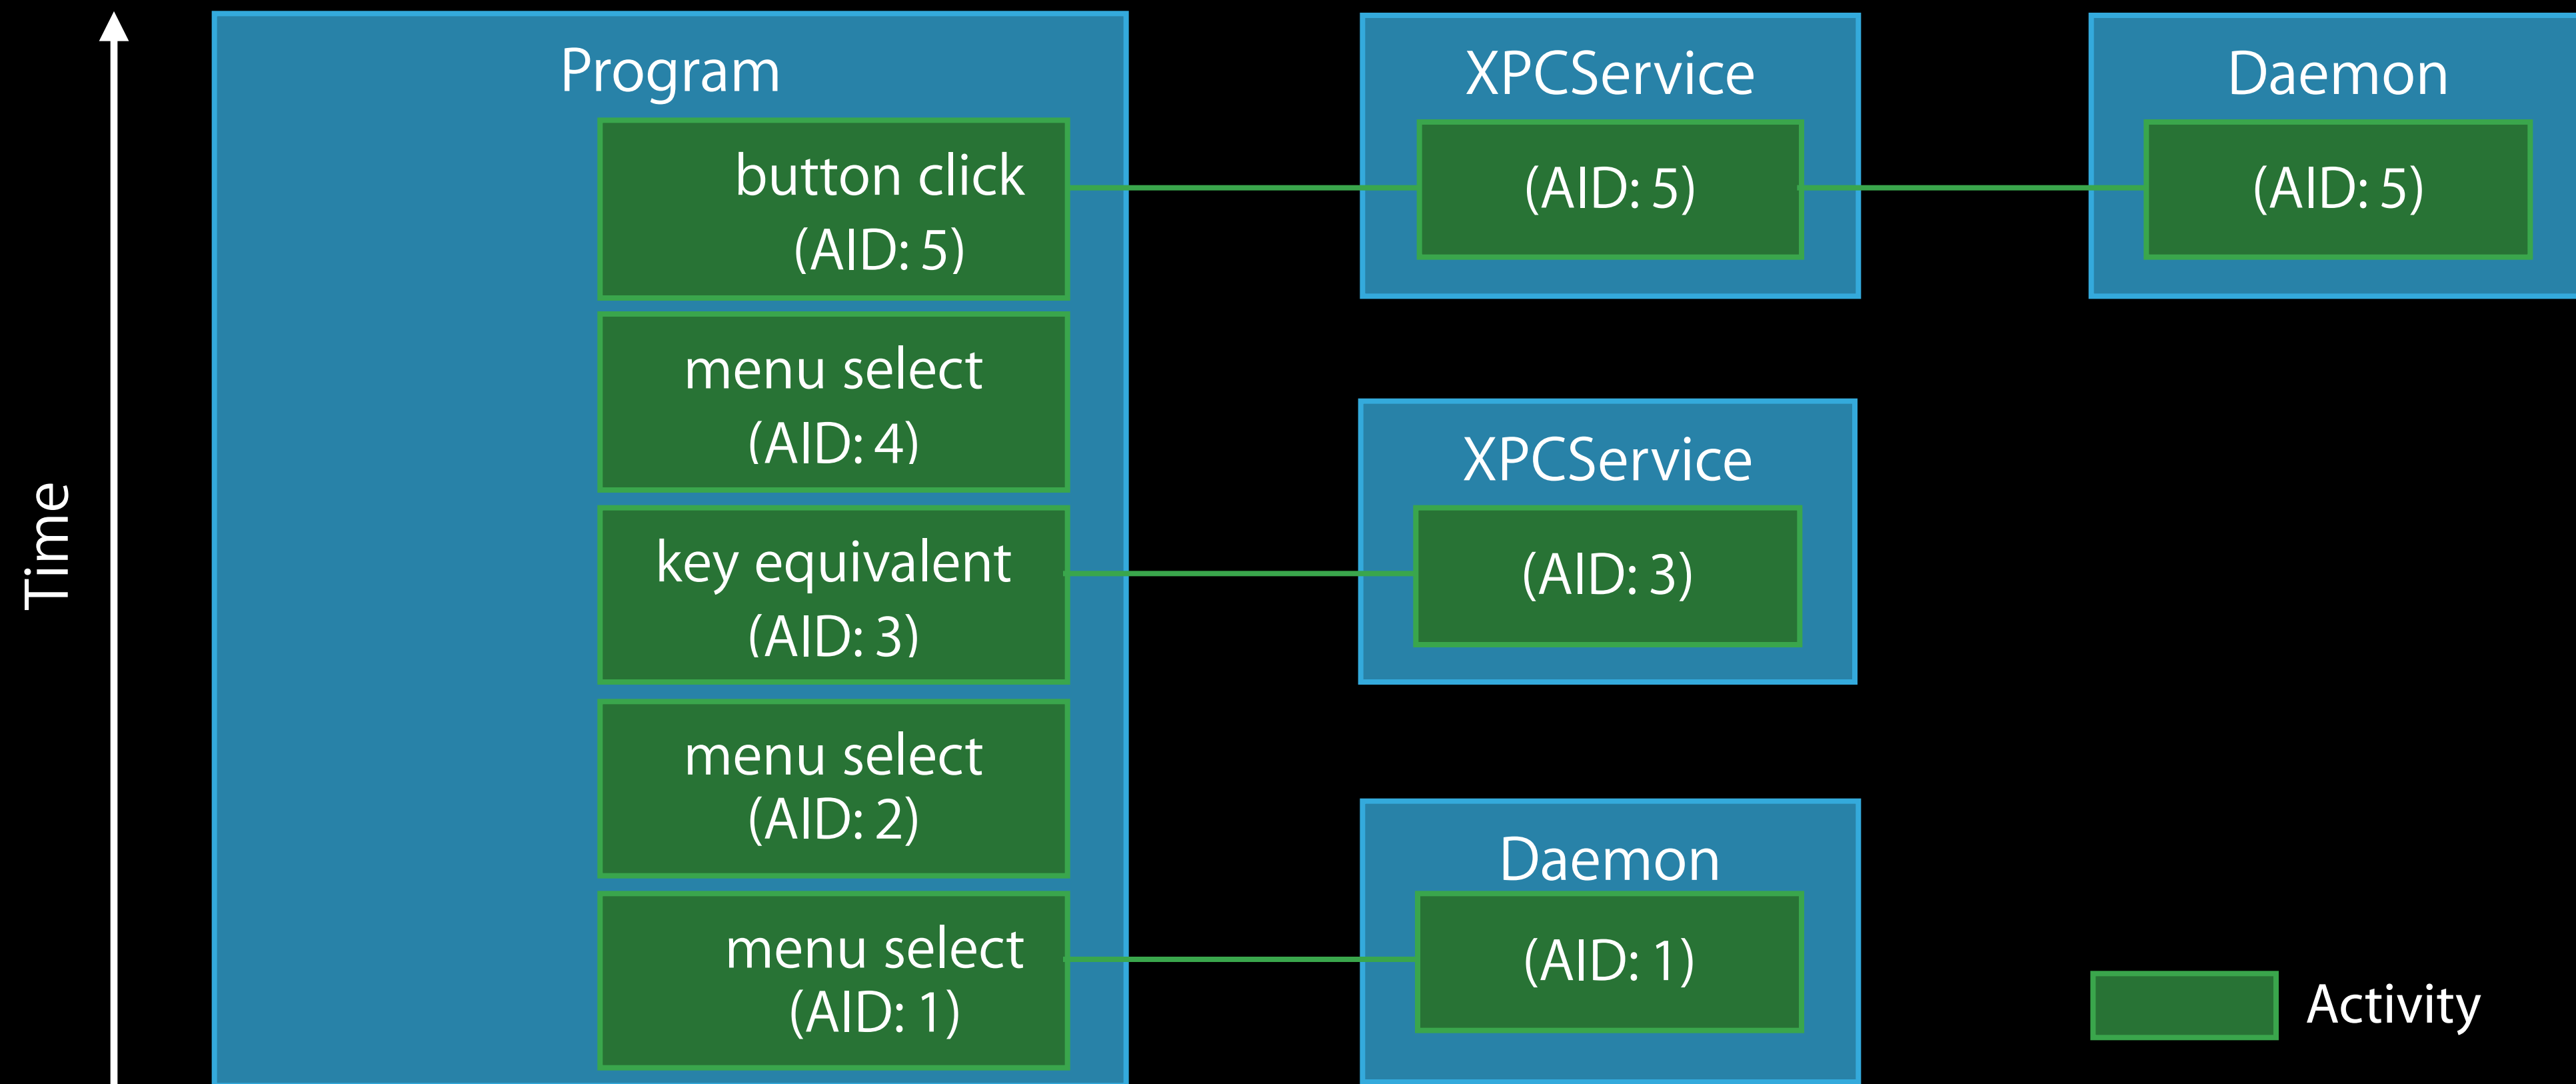 Time
Program
button click
(AID: 5)
menu select
(AID: 4)
key equivalent
(AID: 3)
menu select
(AID: 2)
menu select
(AID: 1)
XPCService
(AID: 5)
Daemon
(AID: 5)
XPCService
(AID: 3)
Daemon
(AID: 1)
Activity